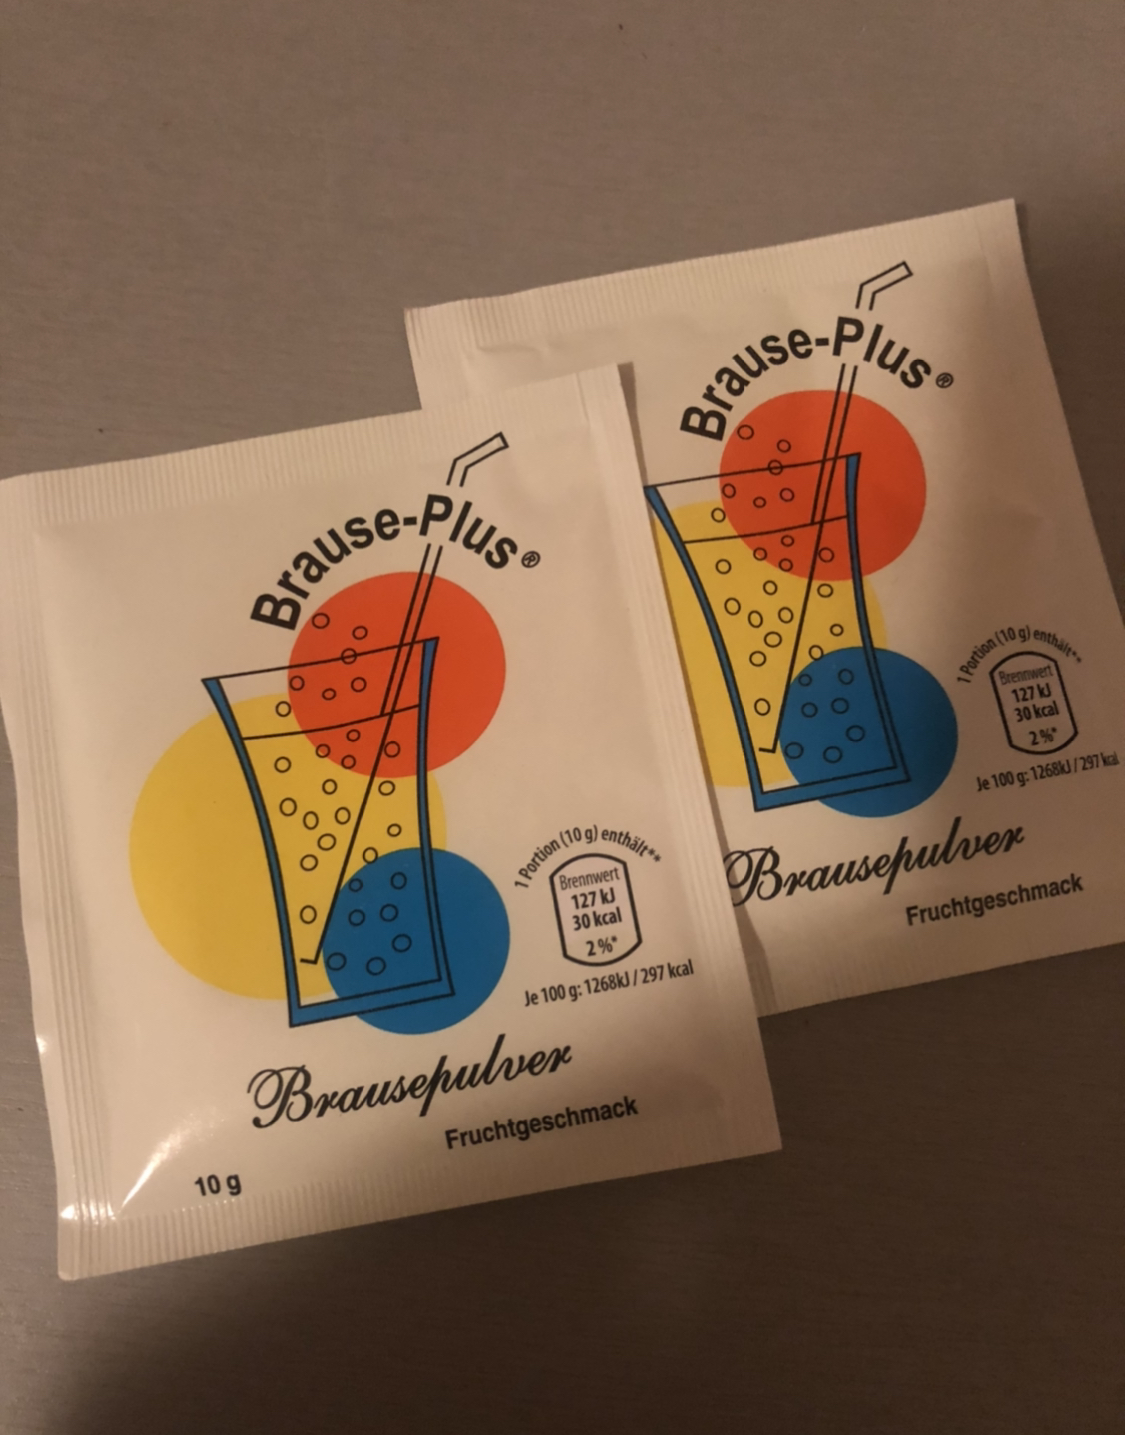 Brause-Plus®
1 Portion (10 g) enthält**
Brennwert
127 kJ
30 kcal
2%*
Je 100 g: 1268kJ / 297 kcal
Brausepulver
Fruchtgeschmack
10 g
Brause-Plus®
1 Portion (10 g) enthält**
Brennwert
127 kJ
30 kcal
2%*
Je 100 g: 1268kJ / 297 kcal
Brausepulver
Fruchtgeschmack